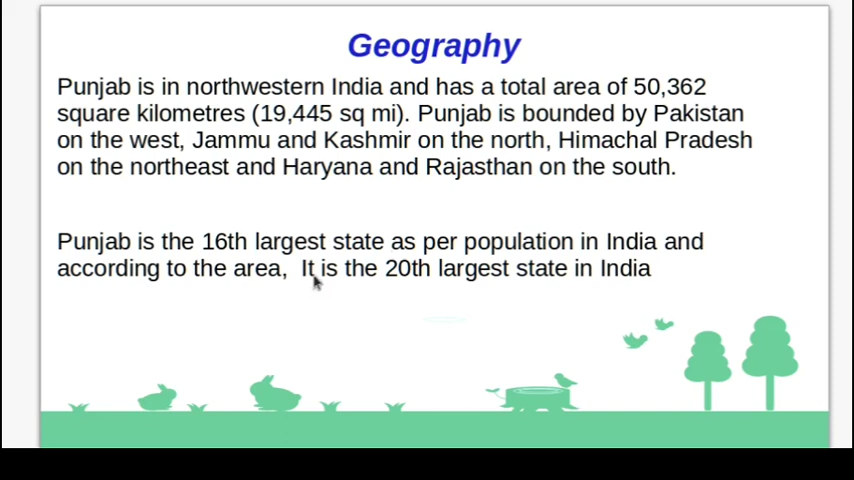 Geography
Punjab is in northwestern India and has a total area of 50,362
square kilometres (19,445 sq mi). Punjab is bounded by Pakistan
on the west, Jammu and Kashmir on the north, Himachal Pradesh
on the northeast and Haryana and Rajasthan on the south.
Punjab is the 16th largest state as per population in India and
according to the area,  It is the 20th largest state in India